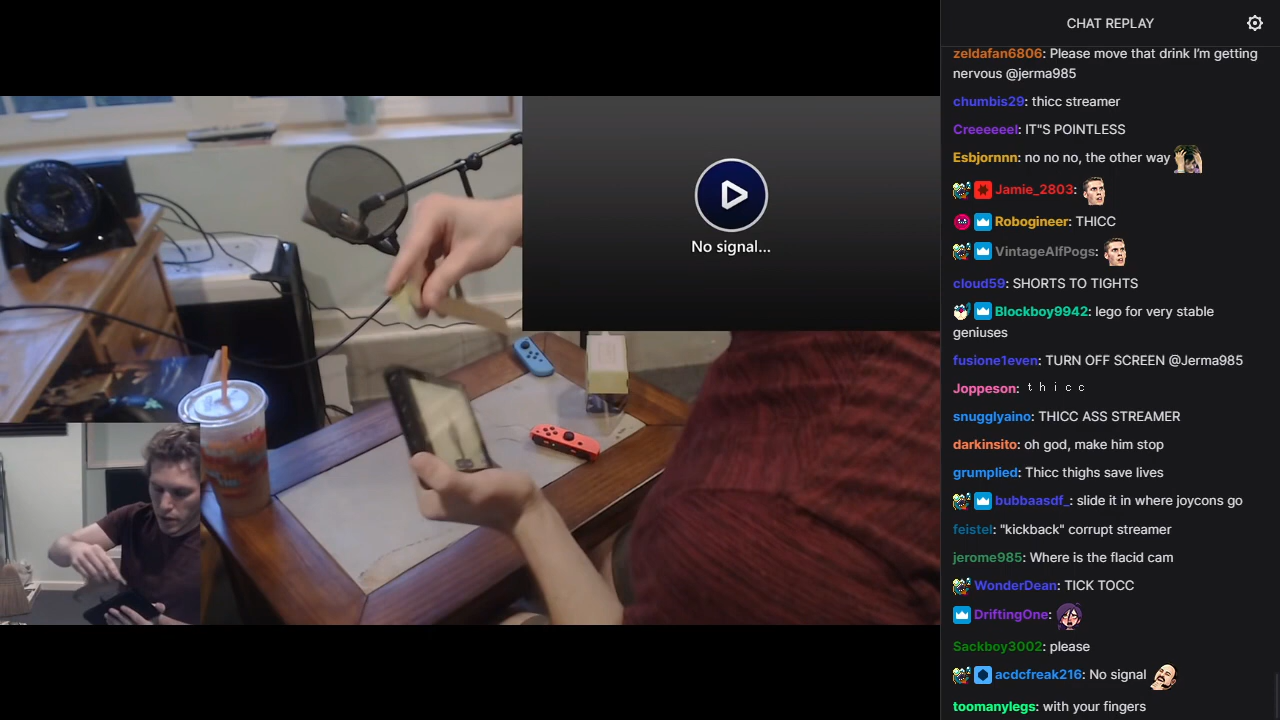 CHAT REPLAY
zeldafan6806: Please move that drink I'm getting
nervous @jerma985
chumbis29: thicc streamer
Creeeeeel: IT"S POINTLESS
Esbjornnn: no no no, the other way
Jamie_2803:
Robogineer: THICC
VintageAlfPogs:
cloud59: SHORTS TO TIGHTS
Blockboy9942: lego for very stable
geniuses
fusione1even: TURN OFF SCREEN @Jerma985
Joppeson: ｔｈｉｃｃ
snugglyaino: THICC ASS STREAMER
darkinsito: oh god, make him stop
grumplied: Thicc thighs save lives
bubbaasdf_: slide it in where joycons go
feistel: "kickback" corrupt streamer
jerome985: Where is the flacid cam
WonderDean: TICK TOCC
DriftingOne:
Sackboy3002: please
acdcfreak216: No signal
toomanylegs: with your fingers
No signal...